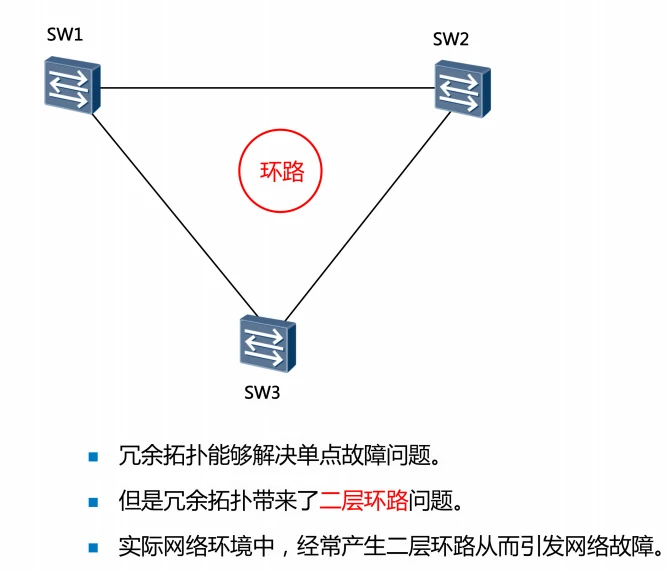 SW1
SW2
环路
SW3
冗余拓扑能够解决单点故障问题。
但是冗余拓扑带来了二层环路问题。
实际网络环境中，经常产生二层环路从而引发网络故障。